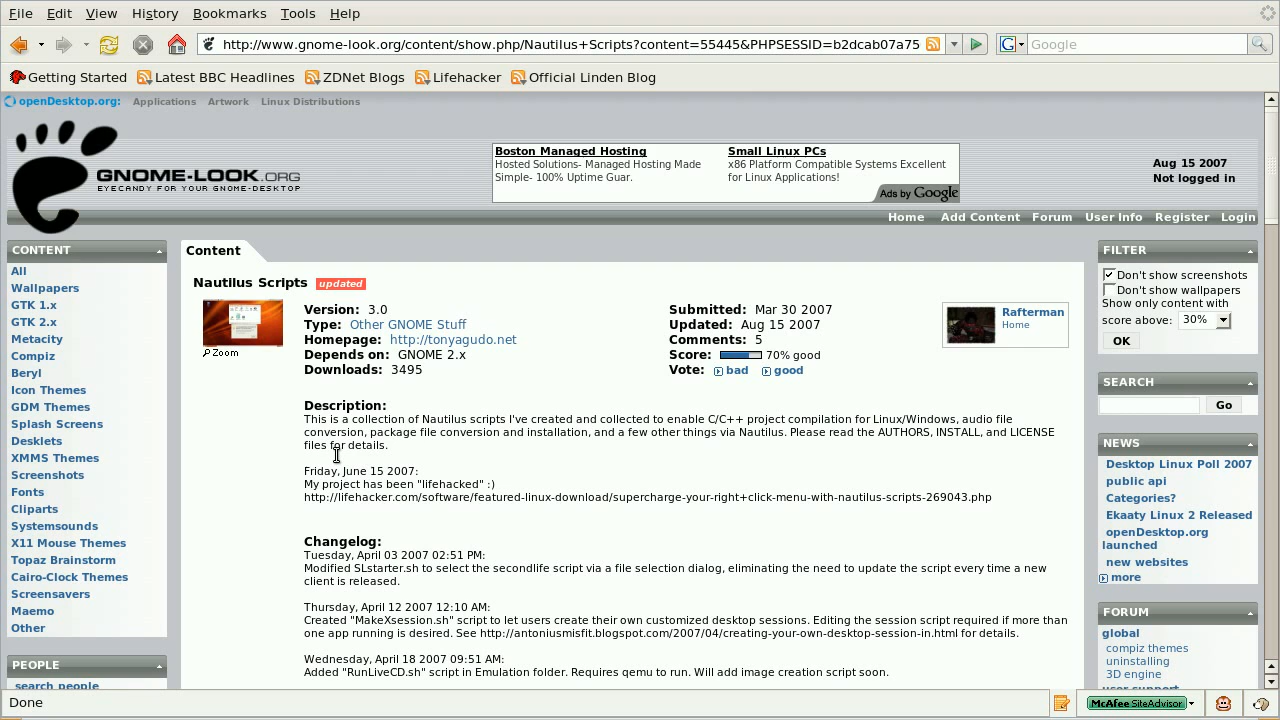 File Edit View History Bookmarks Tools Help
http://www.gnome-look.org/content/show.php/Nautilus+Scripts?content=55445&PHPSESSID=b2dcab07a75
Google
Getting Started Latest BBC Headlines ZDNet Blogs Lifehacker Official Linden Blog
openDesktop.org: Applications Artwork Linux Distributions
GNOME-LOOK.ORG
EYECANDY FOR YOUR GNOME-DESKTOP
Boston Managed Hosting
Hosted Solutions- Managed Hosting Made
Simple- 100% Uptime Guar.
Small Linux PCs
x86 Platform Compatible Systems Excellent
for Linux Applications!
Ads by Google
Aug 15 2007
Not logged in
Home Add Content Forum User Info Register Login
CONTENT
All
Wallpapers
GTK 1.x
GTK 2.x
Metacity
Compiz
Beryl
Icon Themes
GDM Themes
Splash Screens
Desklets
XMMS Themes
Screenshots
Fonts
Cliparts
Systemsounds
X11 Mouse Themes
Topaz Brainstorm
Cairo-Clock Themes
Screensavers
Maemo
Other
PEOPLE
search people
Content
Nautilus Scripts updated
Zoom
Version: 3.0
Type: Other GNOME Stuff
Homepage: http://tonyagudo.net
Depends on: GNOME 2.x
Downloads: 3495
Submitted: Mar 30 2007
Updated: Aug 15 2007
Comments: 5
Score: 70% good
Vote: bad good
Rafterman
Home
Description:
This is a collection of Nautilus scripts I've created and collected to enable C/C++ project compilation for Linux/Windows, audio file
conversion, package file conversion and installation, and a few other things via Nautilus. Please read the AUTHORS, INSTALL, and LICENSE
files for details.
Friday, June 15 2007:
My project has been "lifehacked" :)
http://lifehacker.com/software/featured-linux-download/supercharge-your-right+click-menu-with-nautilus-scripts-269043.php
Changelog:
Tuesday, April 03 2007 02:51 PM:
Modified SLstarter.sh to select the secondlife script via a file selection dialog, eliminating the need to update the script every time a new
client is released.
Thursday, April 12 2007 12:10 AM:
Created "MakeXsession.sh" script to let users create their own customized desktop sessions. Editing the session script required if more than
one app running is desired. See http://antoniusmisfit.blogspot.com/2007/04/creating-your-own-desktop-session-in.html for details.
Wednesday, April 18 2007 09:51 AM:
Added "RunLiveCD.sh" script in Emulation folder. Requires qemu to run. Will add image creation script soon.
FILTER
Don't show screenshots
Don't show wallpapers
Show only content with
score above: 30%
OK
SEARCH
Go
NEWS
Desktop Linux Poll 2007
public api
Categories?
Ekaaty Linux 2 Released
openDesktop.org
launched
new websites
more
FORUM
global
compiz themes
uninstalling
3D engine
user support
Done
McAfee SiteAdvisor